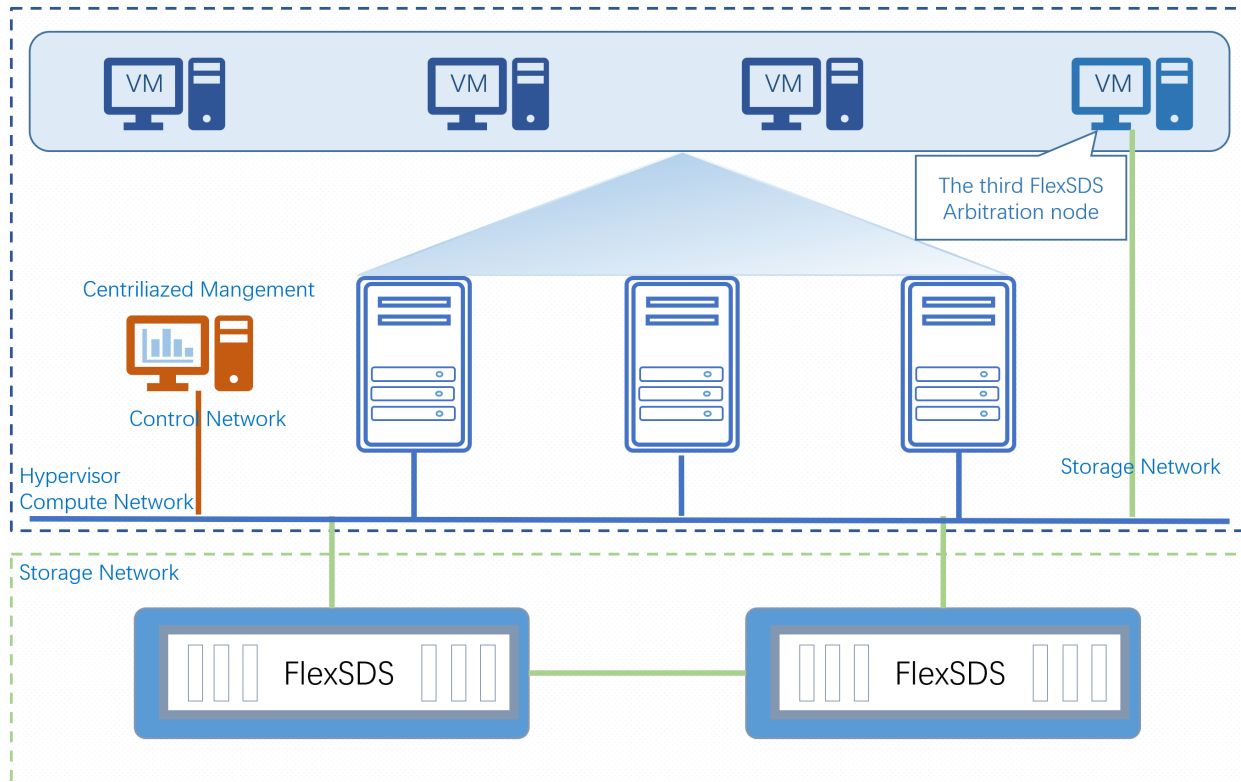 VM
VM
VM
VM
The third FlexSDS
Arbitration node
Centriliazed Mangement
Control Network
Hypervisor
Compute Network
Storage Network
Storage Network
FlexSDS
FlexSDS